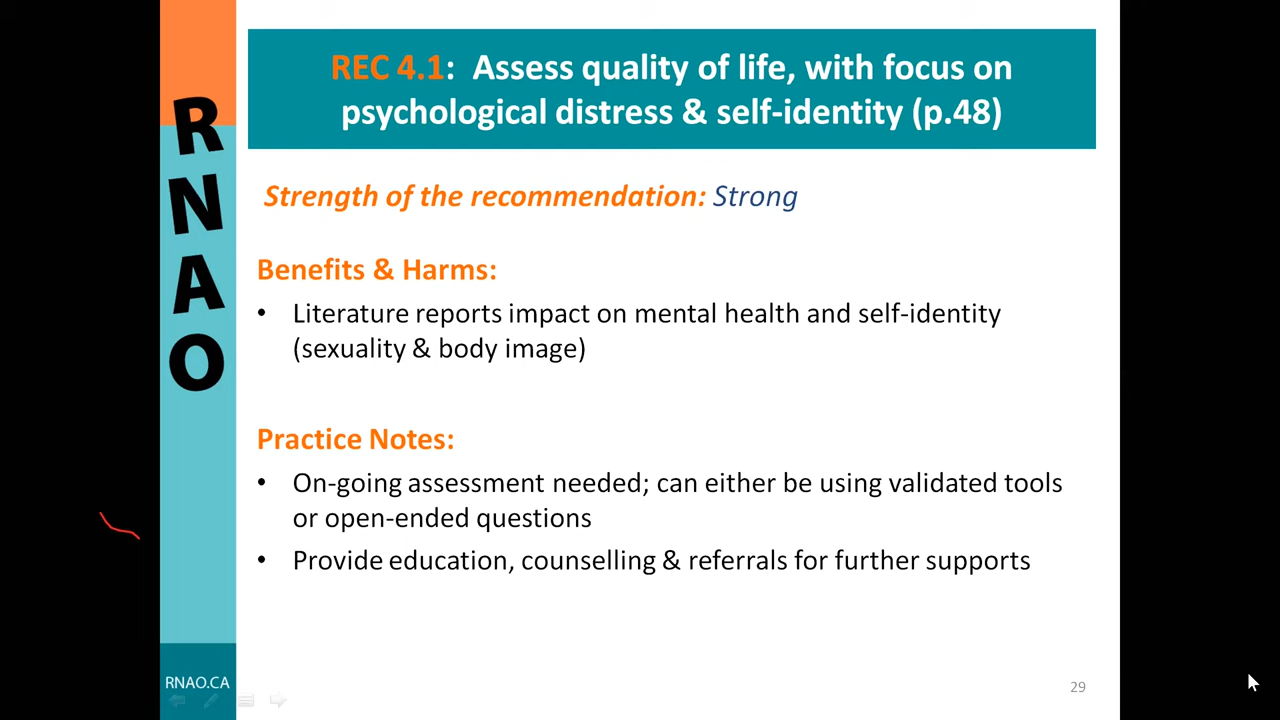 RNAO
REC 4.1: Assess quality of life, with focus on
psychological distress & self-identity (p.48)
Strength of the recommendation: Strong
Benefits & Harms:
• Literature reports impact on mental health and self-identity
(sexuality & body image)
Practice Notes:
• On-going assessment needed; can either be using validated tools
or open-ended questions
• Provide education, counselling & referrals for further supports
RNAO.CA
29